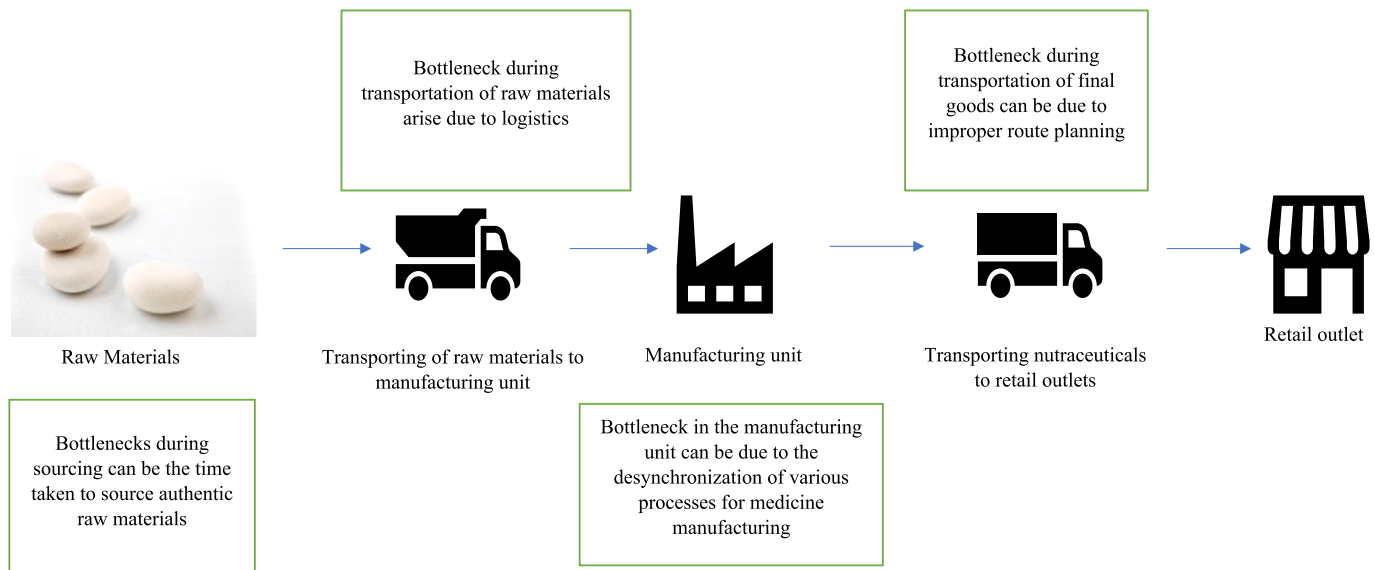 Bottleneck during
transportation of raw materials
arise due to logistics
Bottleneck during
transportation of final
goods can be due to
improper route planning
Raw Materials
Transporting of raw materials to
manufacturing unit
Manufacturing unit
Transporting nutraceuticals
to retail outlets
Retail outlet
Bottlenecks during
sourcing can be the time
taken to source authentic
raw materials
Bottleneck in the manufacturing
unit can be due to the
desynchronization of various
processes for medicine
manufacturing